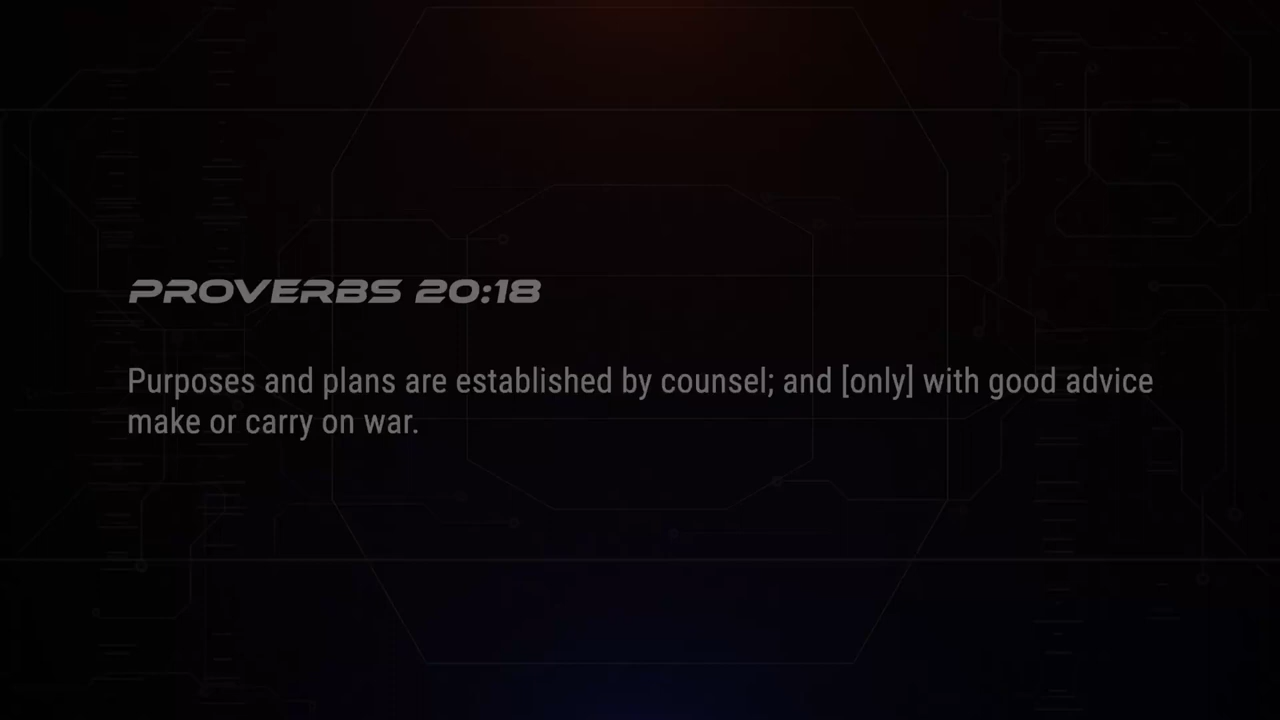 PROVERBS 20:18
Purposes and plans are established by counsel; and [only] with good advice
make or carry on war.